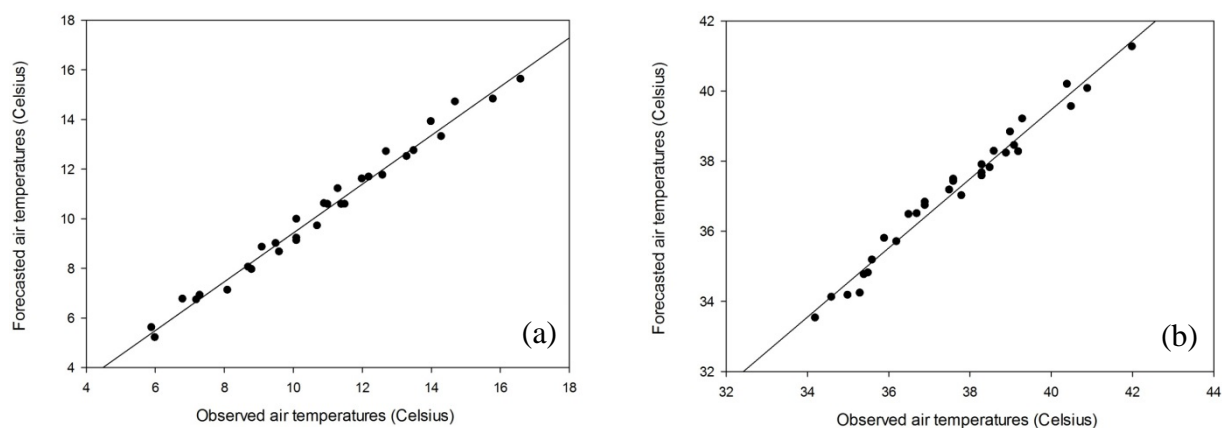 18
16
14
12
10
8
6
4
Forecasted air temperatures (Celsius)
4 6 8 10 12 14 16 18
Observed air temperatures (Celsius)
(a)
42
40
38
36
34
32
Forecasted air temperatures (Celsius)
32 34 36 38 40 42 44
Observed air temperatures (Celsius)
(b)